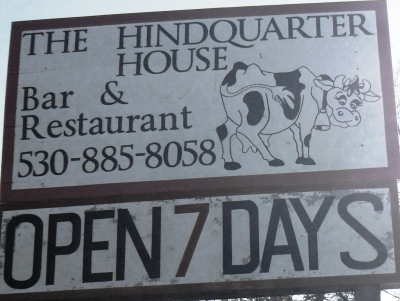 THE HINDQUARTER
HOUSE
Bar &
Restaurant
530-885-8058
OPEN 7 DAYS